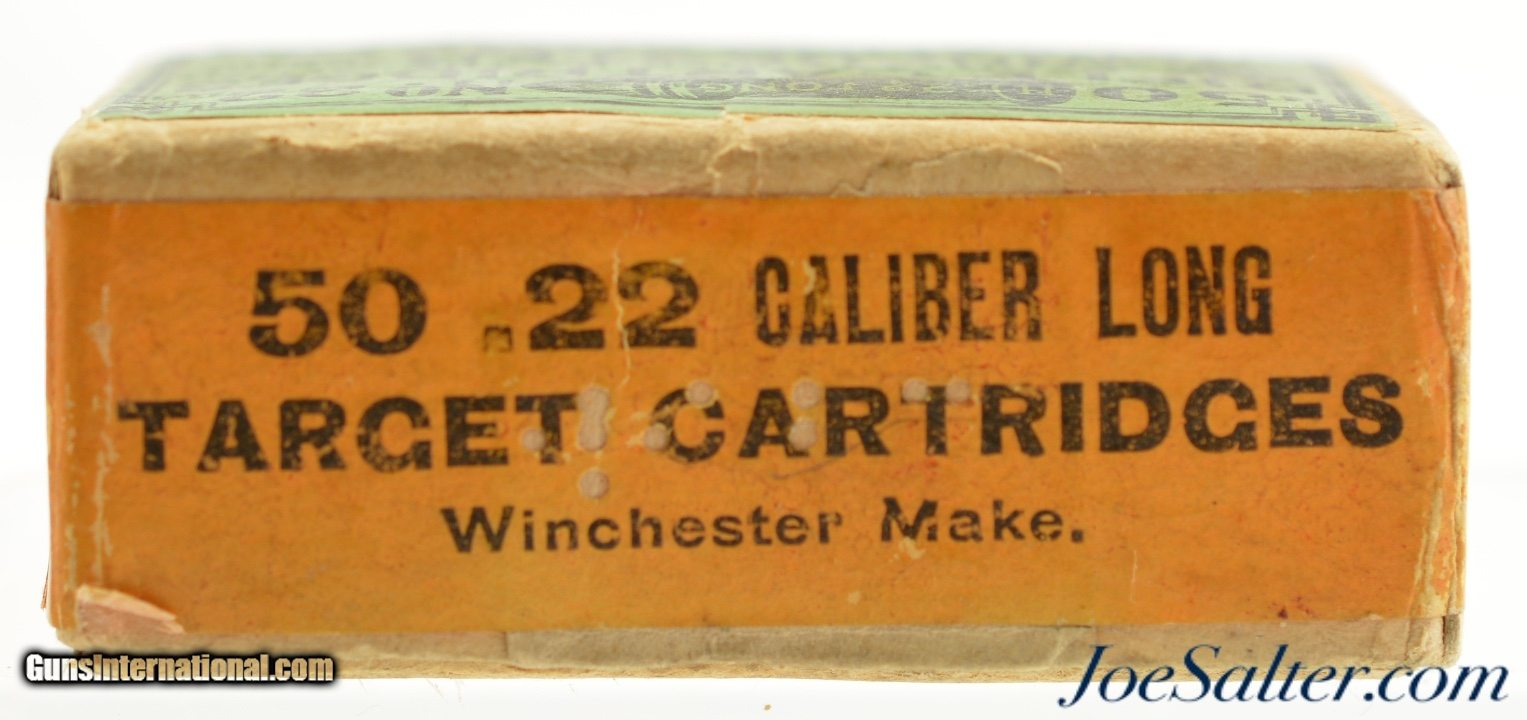 50 .22 CALIBER LONG
TARGET CARTRIDGES
Winchester Make.
GunsInternational.com
JoeSalter.com